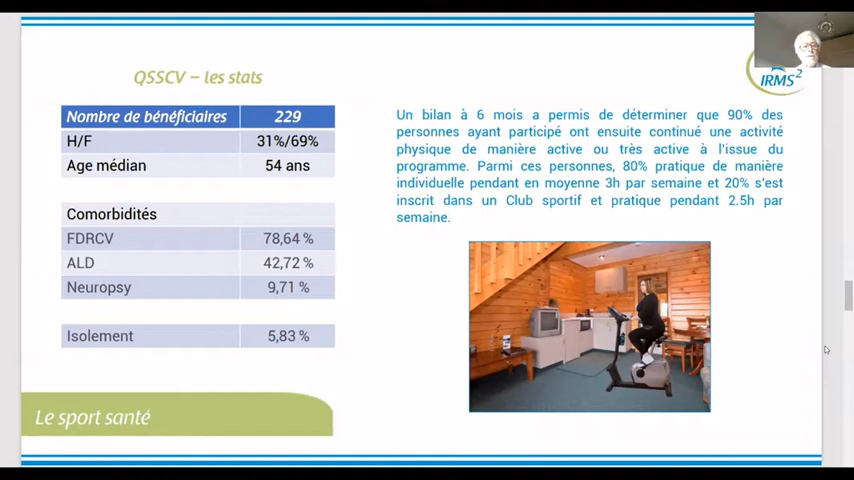 IRMS²
QSSCV – les stats
Nombre de bénéficiaires 229
H/F 31%/69%
Age médian 54 ans
Comorbidités
FDRCV 78,64 %
ALD 42,72 %
Neuropsy 9,71 %
Isolement 5,83 %
Un bilan à 6 mois a permis de déterminer que 90% des
personnes ayant participé ont ensuite continué une activité
physique de manière active ou très active à l'issue du
programme. Parmi ces personnes, 80% pratique de manière
individuelle pendant en moyenne 3h par semaine et 20% s'est
inscrit dans un Club sportif et pratique pendant 2.5h par
semaine.
Le sport santé